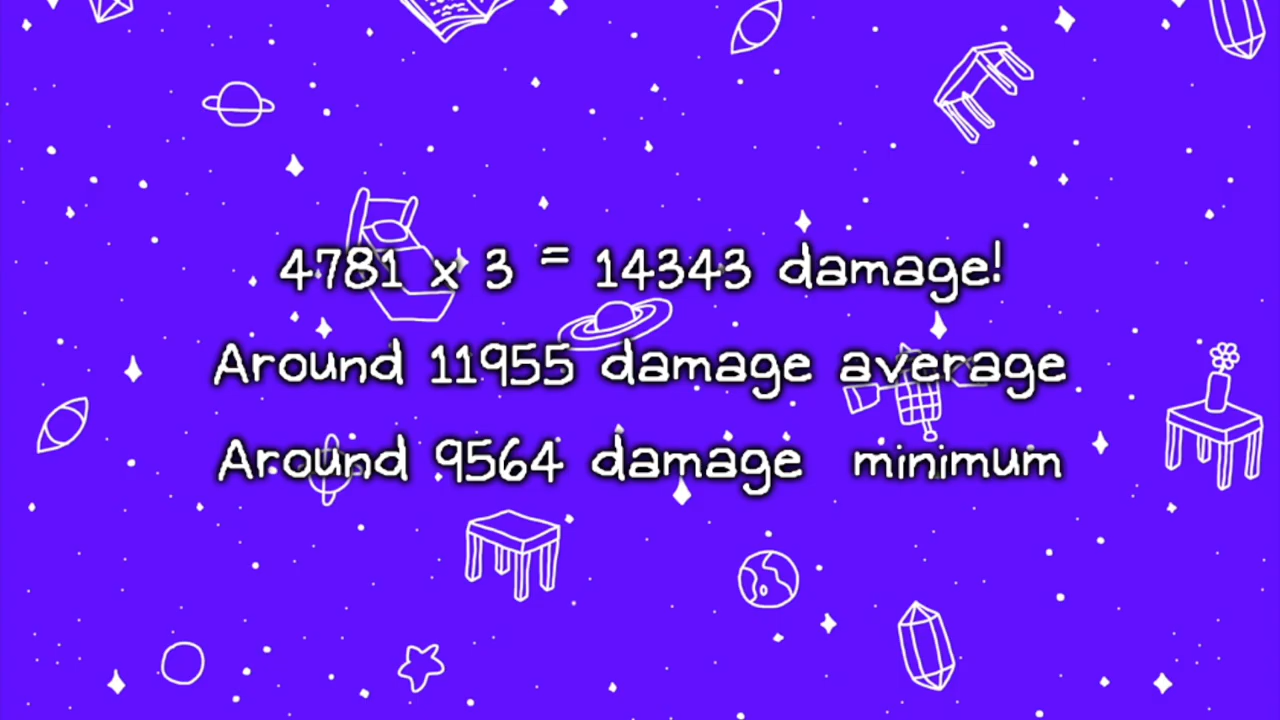 4781 x 3 = 14343 damage!
Around 11955 damage average
Around 9564 damage minimum